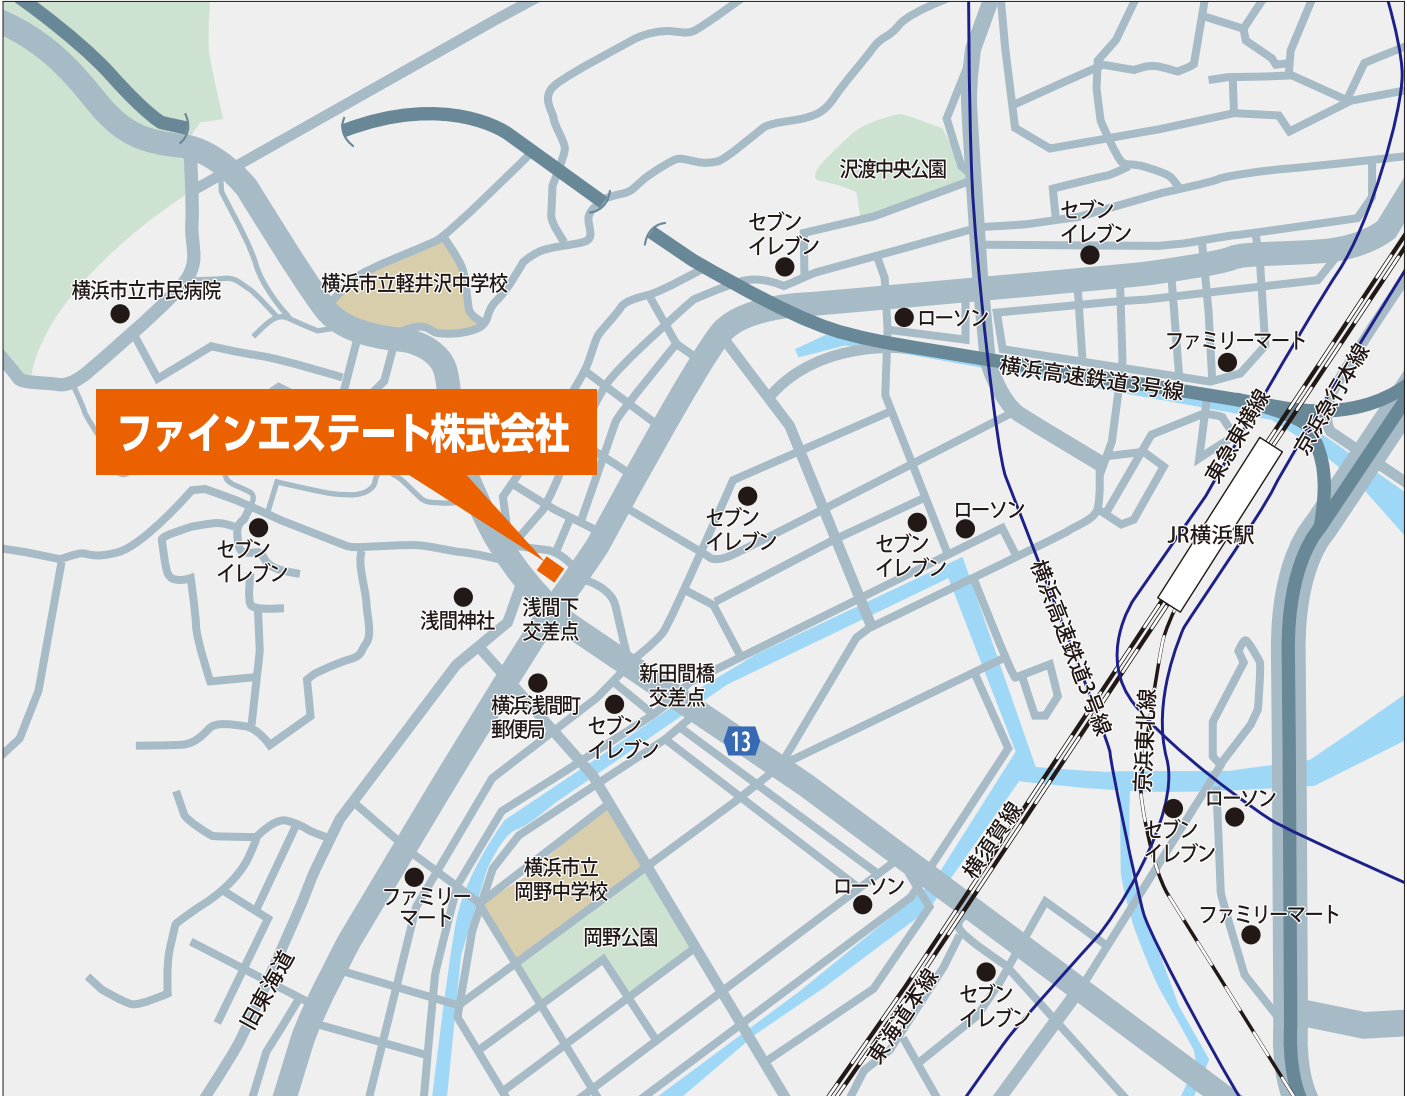 沢渡中央公園
セブン
イレブン
セブン
イレブン
横浜市立軽井沢中学校
横浜市立市民病院
ローソン
ファミリーマート
横浜高速鉄道3号線
京浜急行本線
東急東横線
ファインエステート株式会社
セブン
イレブン
ローソン
セブン
イレブン
JR横浜駅
セブン
イレブン
浅間神社
浅間下
交差点
横浜高速鉄道3号線
新田間橋
交差点
横浜浅間町
郵便局
セブン
イレブン
13
京浜東北線
ローソン
セブン
イレブン
横須賀線
横浜市立
岡野中学校
ファミリー
マート
ローソン
ファミリーマート
岡野公園
旧東海道
セブン
イレブン
東海道本線